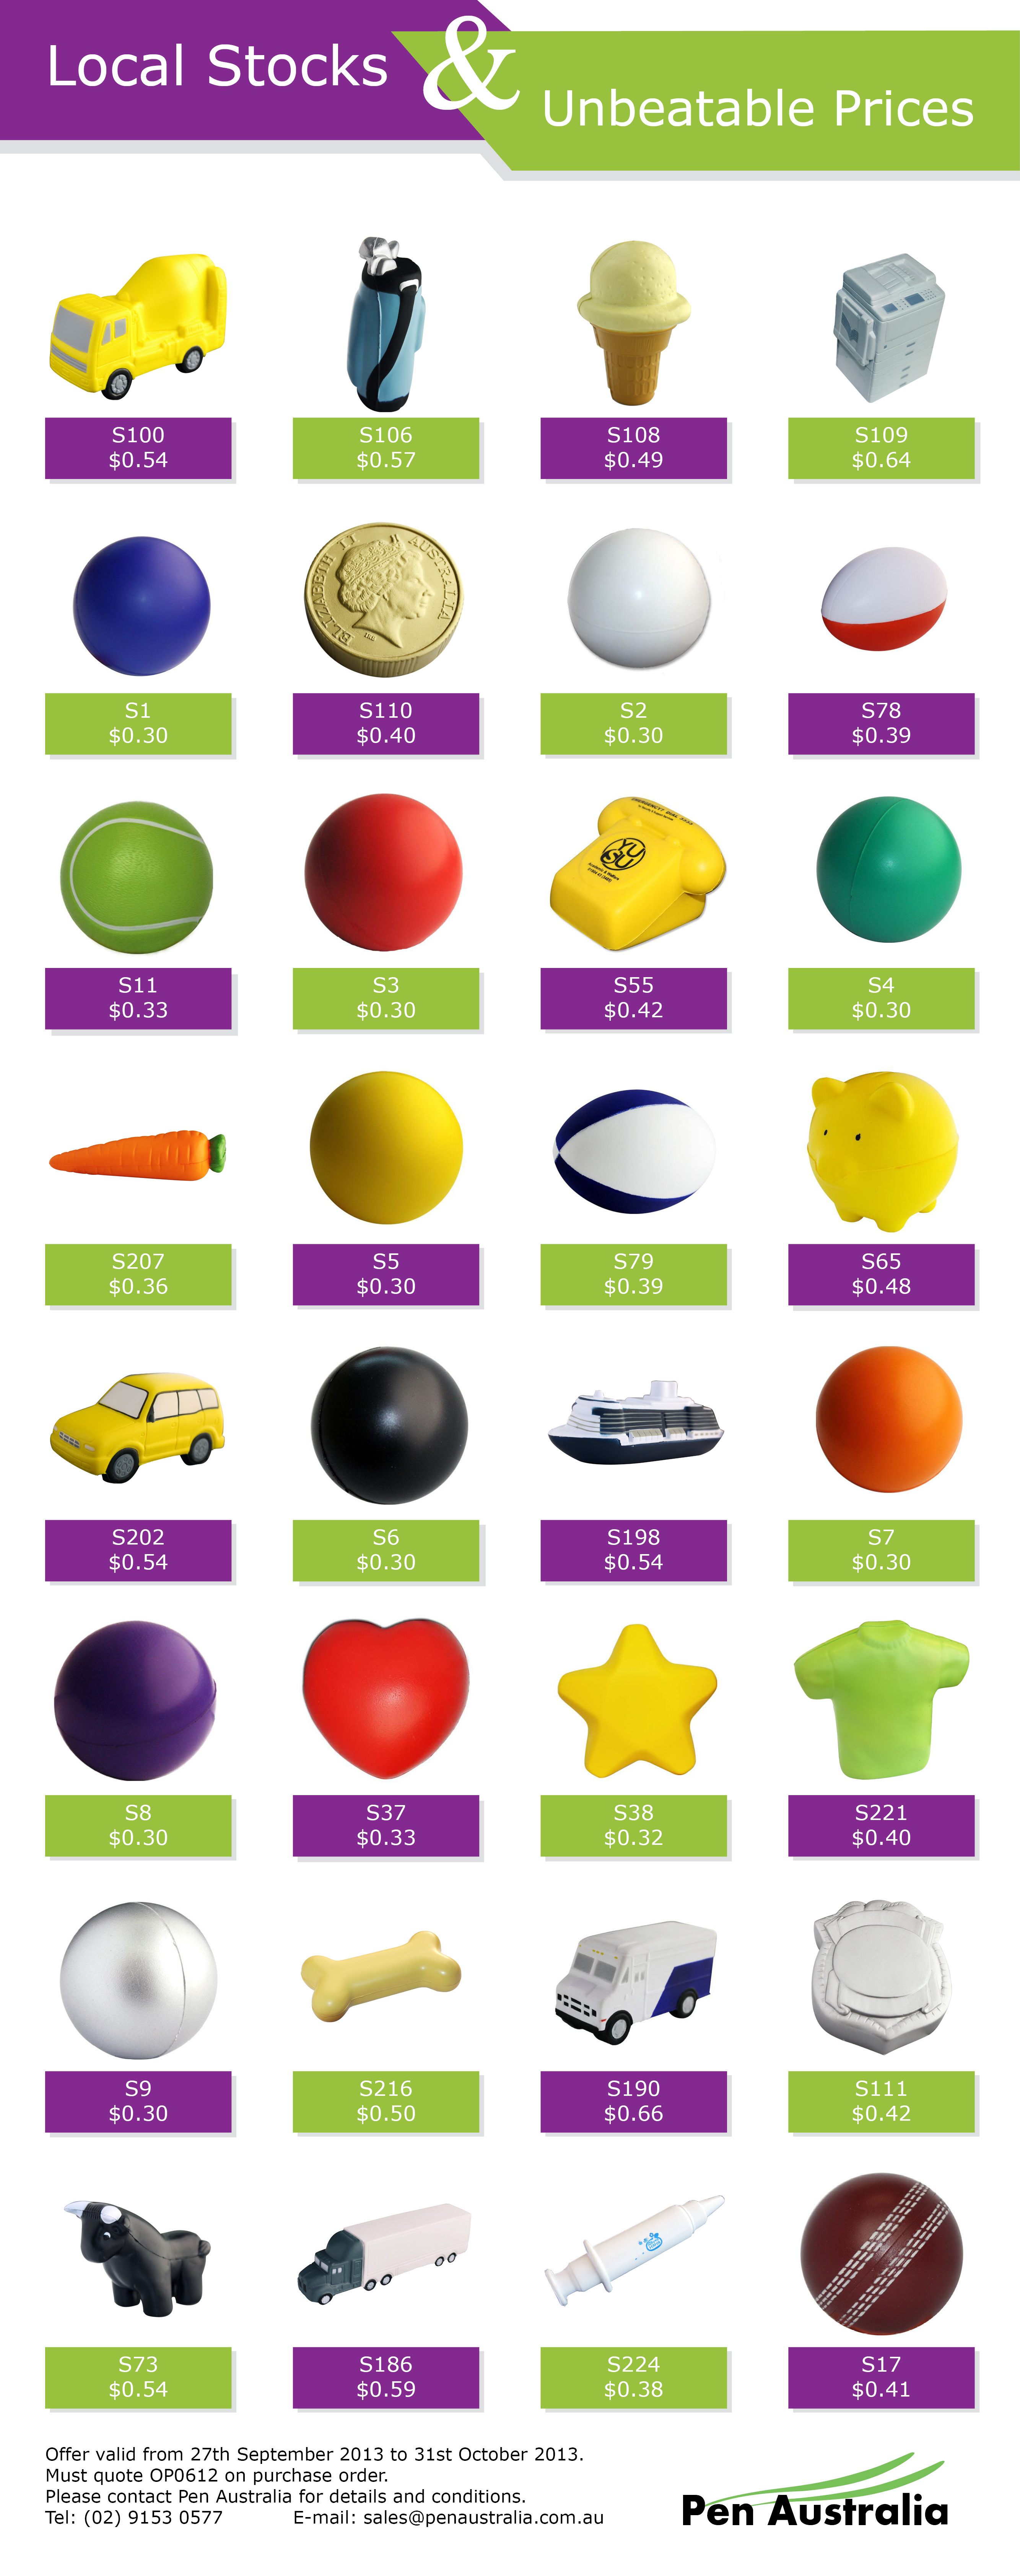 Local Stocks
&
Unbeatable Prices
S100
$0.54
S106
$0.57
S108
$0.49
S109
$0.64
ELIZABETH II AUSTRALIA
S1
$0.30
S110
$0.40
S2
$0.30
S78
$0.39
YU
SU
S11
$0.33
S3
$0.30
S55
$0.42
S4
$0.30
S207
$0.36
S5
$0.30
S79
$0.39
S65
$0.48
S202
$0.54
S6
$0.30
S198
$0.54
S7
$0.30
S8
$0.30
S37
$0.33
S38
$0.32
S221
$0.40
S9
$0.30
S216
$0.50
S190
$0.66
S111
$0.42
S73
$0.54
S186
$0.59
S224
$0.38
S17
$0.41
Offer valid from 27th September 2013 to 31st October 2013.
Must quote OP0612 on purchase order.
Please contact Pen Australia for details and conditions.
Tel: (02) 9153 0577 E-mail: sales@penaustralia.com.au
Pen Australia